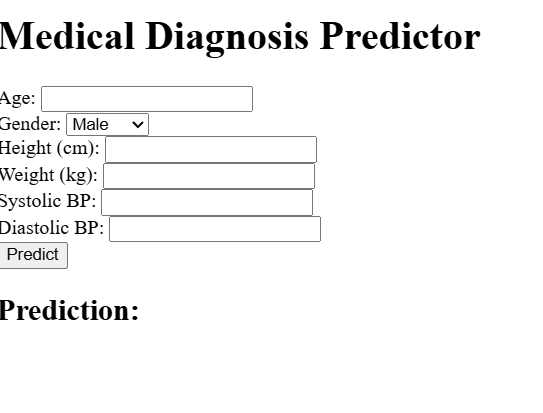 Medical Diagnosis Predictor
Age:
Gender: Male
Height (cm):
Weight (kg):
Systolic BP:
Diastolic BP:
Predict
Prediction: